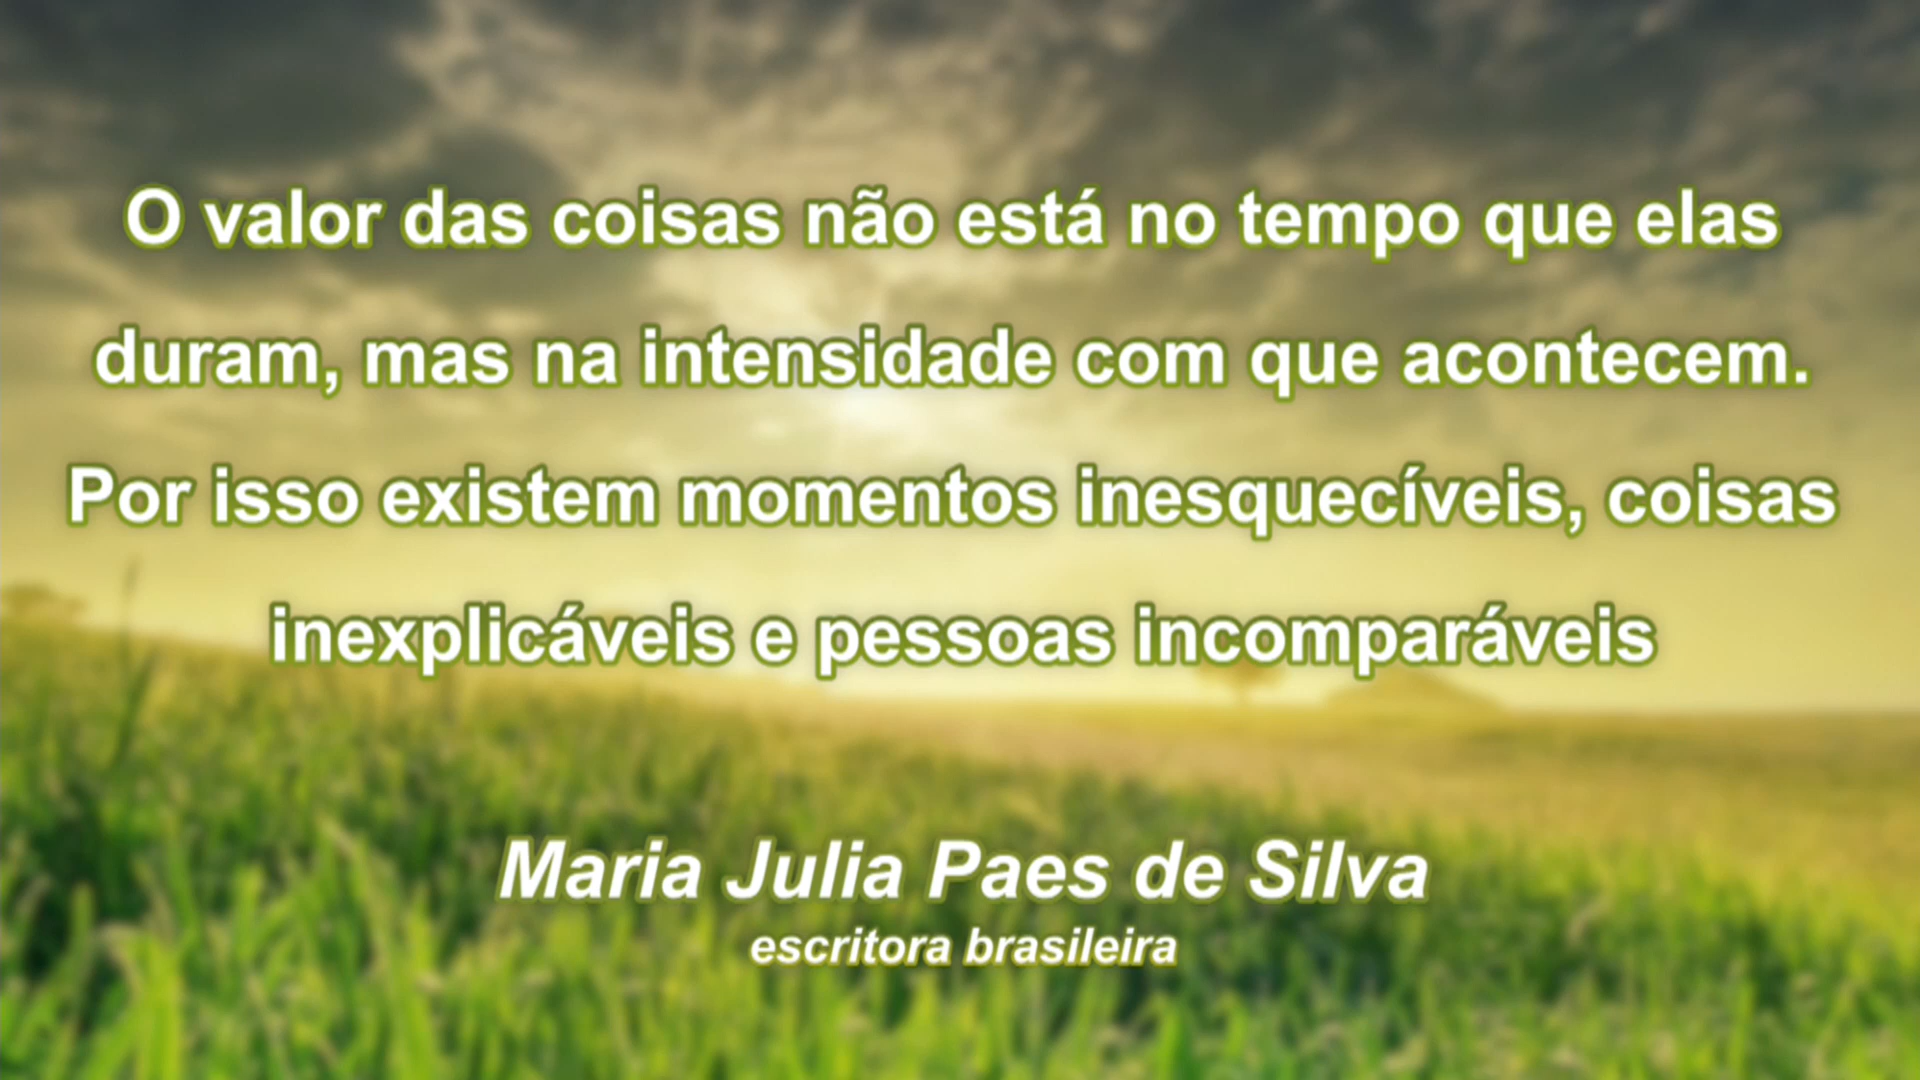 O valor das coisas não está no tempo que elas
duram, mas na intensidade com que acontecem.
Por isso existem momentos inesquecíveis, coisas
inexplicáveis e pessoas incomparáveis
Maria Julia Paes de Silva
escritora brasileira